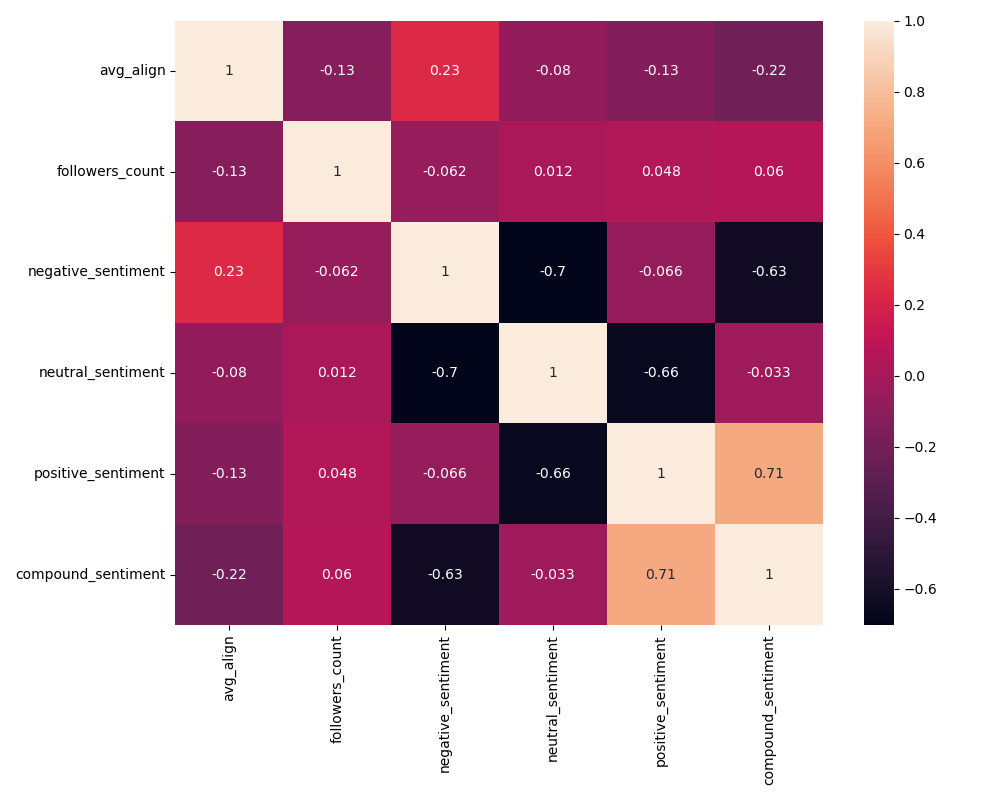 avg_align 1 -0.13 0.23 -0.08 -0.13 -0.22
followers_count -0.13 1 -0.062 0.012 0.048 0.06
negative_sentiment 0.23 -0.062 1 -0.7 -0.066 -0.63
neutral_sentiment -0.08 0.012 -0.7 1 -0.66 -0.033
positive_sentiment -0.13 0.048 -0.066 -0.66 1 0.71
compound_sentiment -0.22 0.06 -0.63 -0.033 0.71 1
avg_align
followers_count
negative_sentiment
neutral_sentiment
positive_sentiment
compound_sentiment
1.0
0.8
0.6
0.4
0.2
0.0
−0.2
−0.4
−0.6